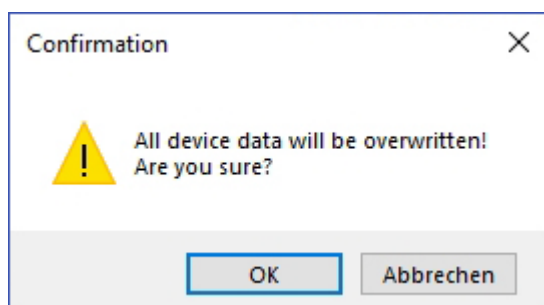 Confirmation
All device data will be overwritten!
Are you sure?
OK
Abbrechen